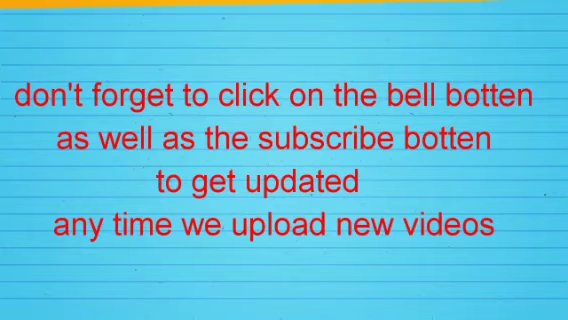 don't forget to click on the bell botten
as well as the subscribe botten
to get updated
any time we upload new videos